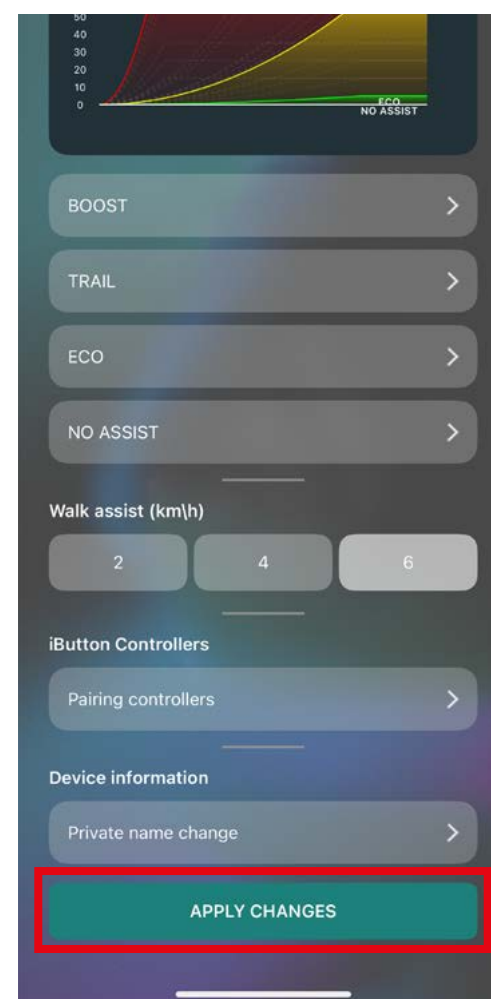 50
40
30
20
10
0
ECO
NO ASSIST
BOOST
TRAIL
ECO
NO ASSIST
Walk assist (km\h)
2 4 6
iButton Controllers
Pairing controllers
Device information
Private name change
APPLY CHANGES